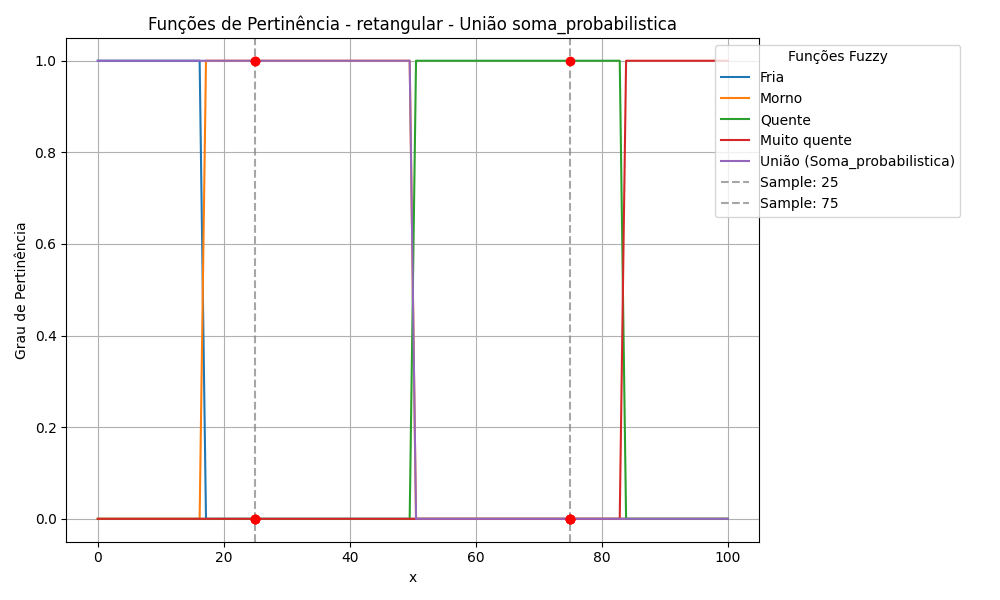 Funções de Pertinência - retangular - União soma_probabilistica
Funções Fuzzy
Fria
Morno
Quente
Muito quente
União (Soma_probabilistica)
Sample: 25
Sample: 75
Grau de Pertinência
1.0
0.8
0.6
0.4
0.2
0.0
0 20 40 60 80 100
x